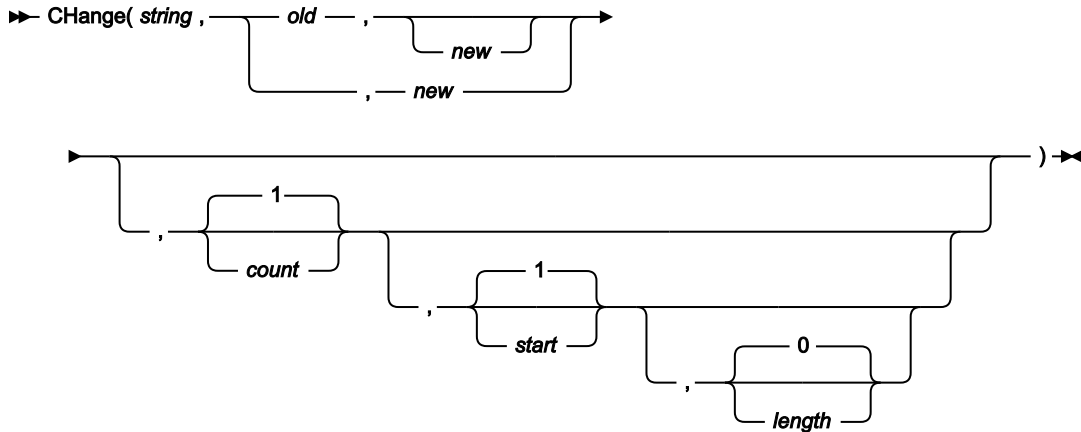 CHange( string , old ,
new
, new
)
1
,
count
1
,
start
0
,
length